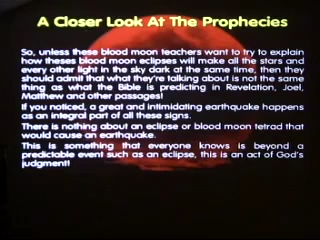 A Closer Look At The Prophecies
So, unless these blood moon teachers want to try to explain
how theses blood moon eclipses will make all the stars and
every other light in the sky dark at the same time, then they
should admit that what they're talking about is not the same
thing as what the Bible is predicting in Revelation, Joel,
Matthew and other passages!
If you noticed, a great and intimidating earthquake happens
as an integral part of all these signs.
There is nothing about an eclipse or blood moon tetrad that
would cause an earthquake.
This is something that everyone knows is beyond a
predictable event such as an eclipse, this is an act of God's
judgment!